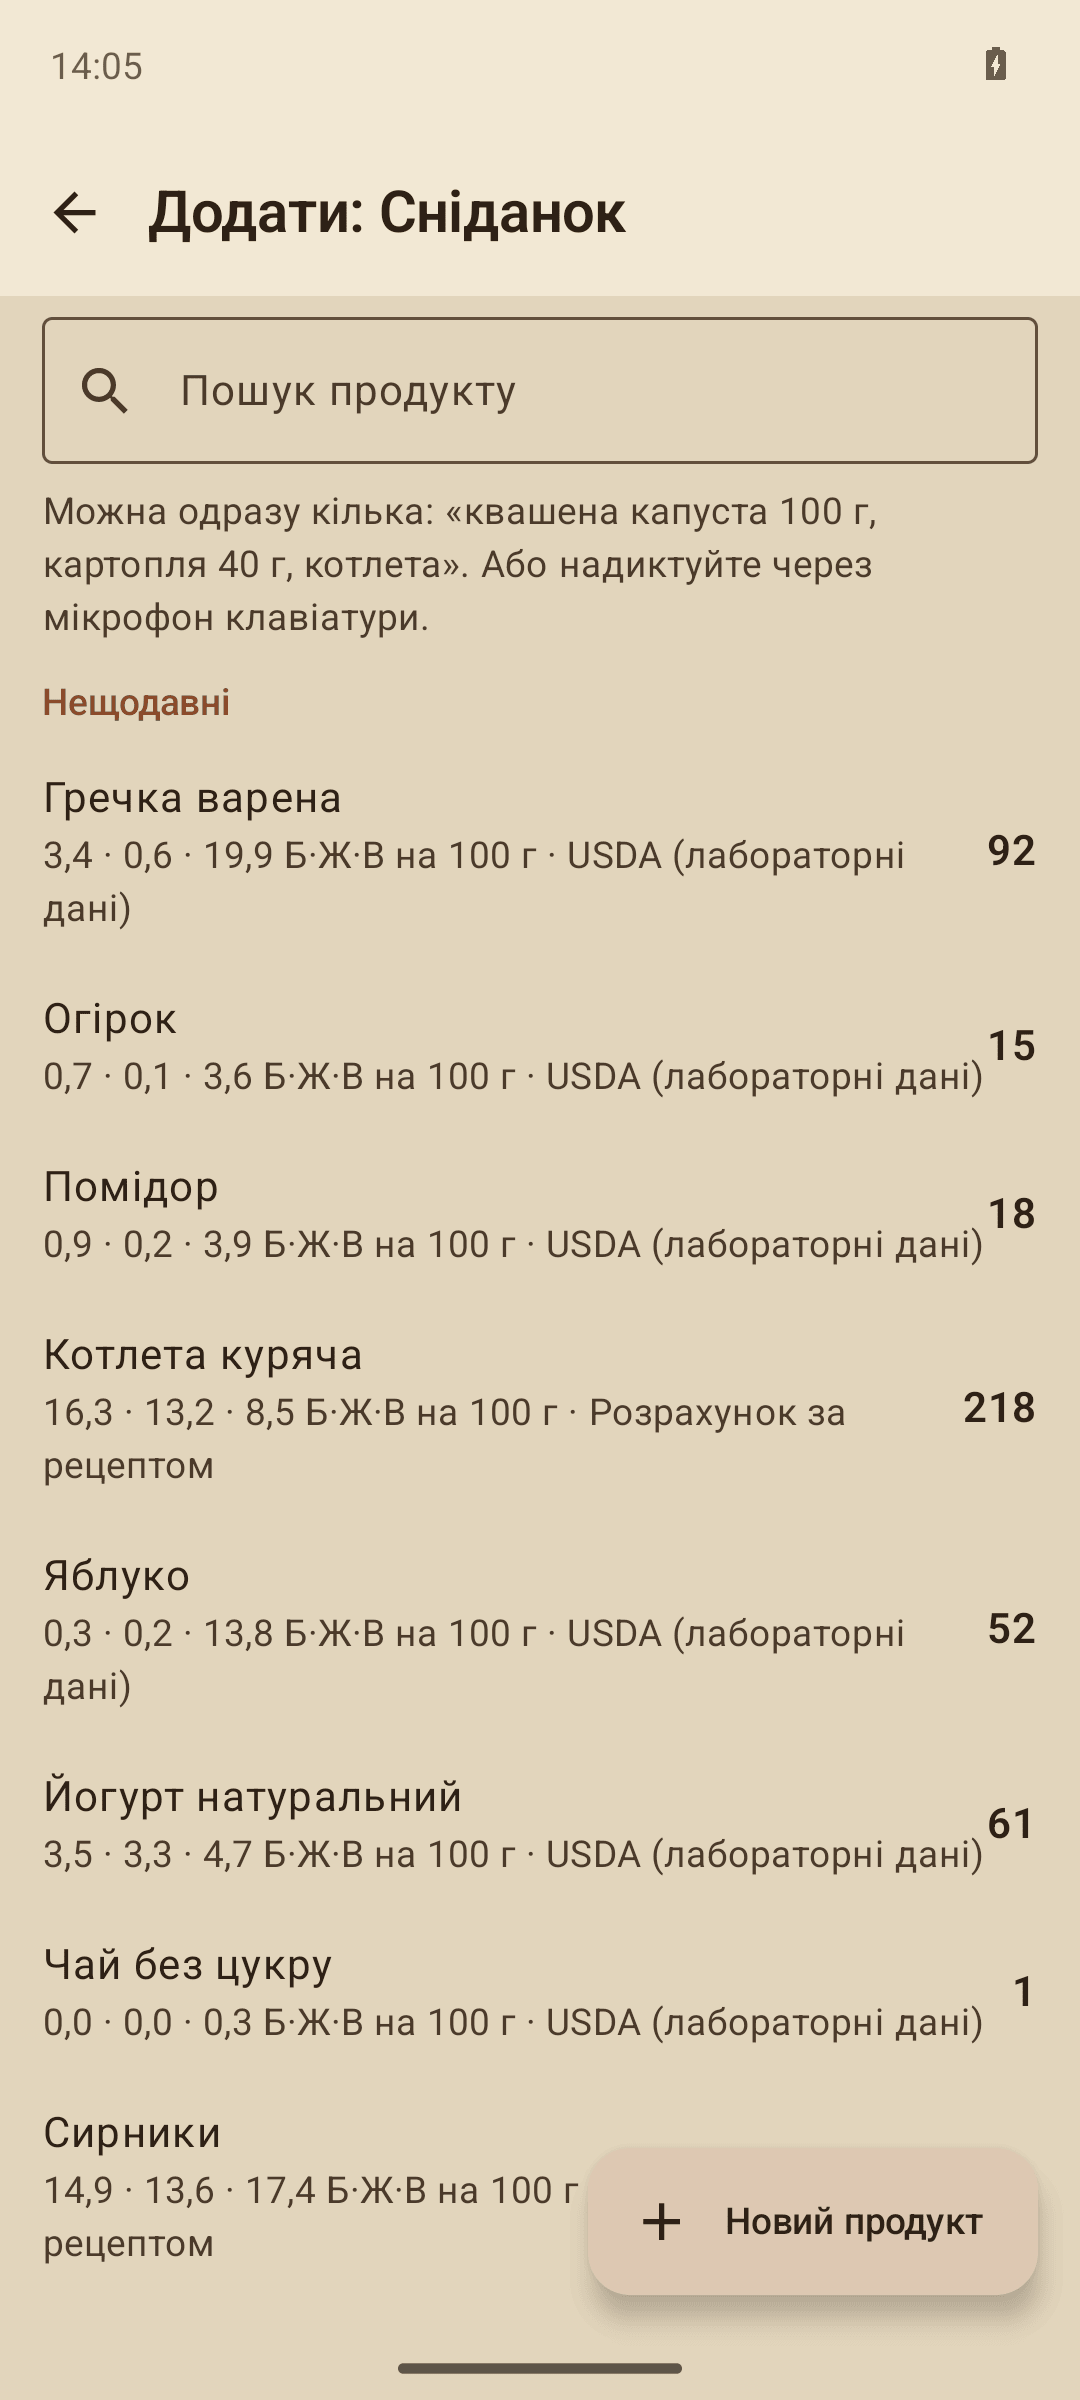 14:05
Додати: Сніданок
Пошук продукту
Можна одразу кілька: «квашена капуста 100 г,
картопля 40 г, котлета». Або надиктуйте через
мікрофон клавіатури.
Нещодавні
Гречка варена
3,4 · 0,6 · 19,9 Б·Ж·В на 100 г · USDA (лабораторні
дані)
92
Огірок
0,7 · 0,1 · 3,6 Б·Ж·В на 100 г · USDA (лабораторні дані)
15
Помідор
0,9 · 0,2 · 3,9 Б·Ж·В на 100 г · USDA (лабораторні дані)
18
Котлета куряча
16,3 · 13,2 · 8,5 Б·Ж·В на 100 г · Розрахунок за
рецептом
218
Яблуко
0,3 · 0,2 · 13,8 Б·Ж·В на 100 г · USDA (лабораторні
дані)
52
Йогурт натуральний
3,5 · 3,3 · 4,7 Б·Ж·В на 100 г · USDA (лабораторні дані)
61
Чай без цукру
0,0 · 0,0 · 0,3 Б·Ж·В на 100 г · USDA (лабораторні дані)
1
Сирники
14,9 · 13,6 · 17,4 Б·Ж·В на 100 г
рецептом
Новий продукт